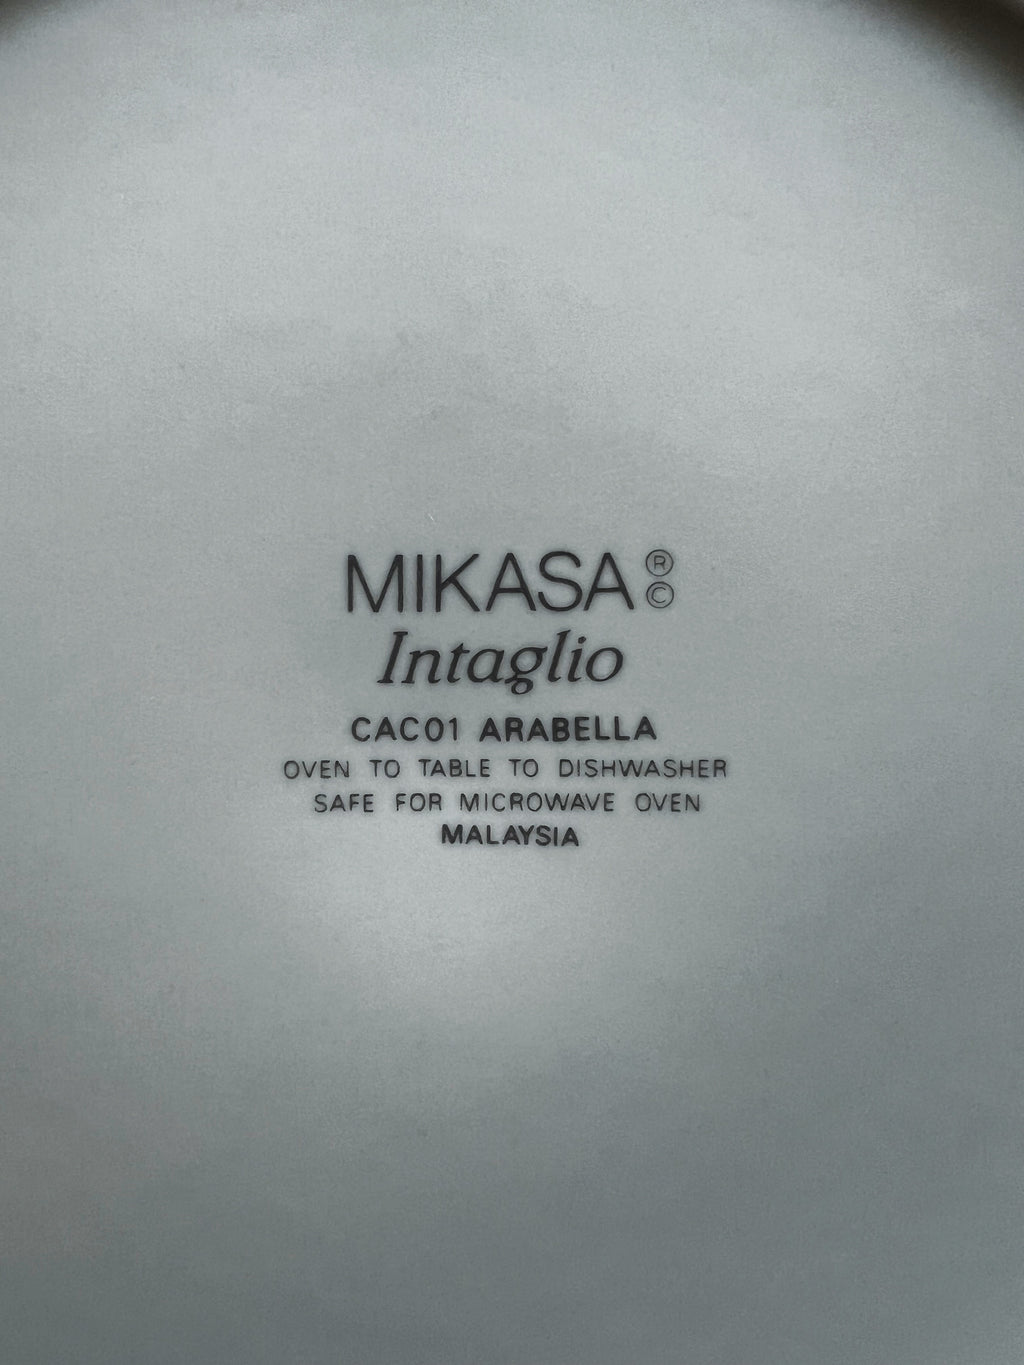 MIKASA ® ©
Intaglio
CAC01 ARABELLA
OVEN TO TABLE TO DISHWASHER
SAFE FOR MICROWAVE OVEN
MALAYSIA